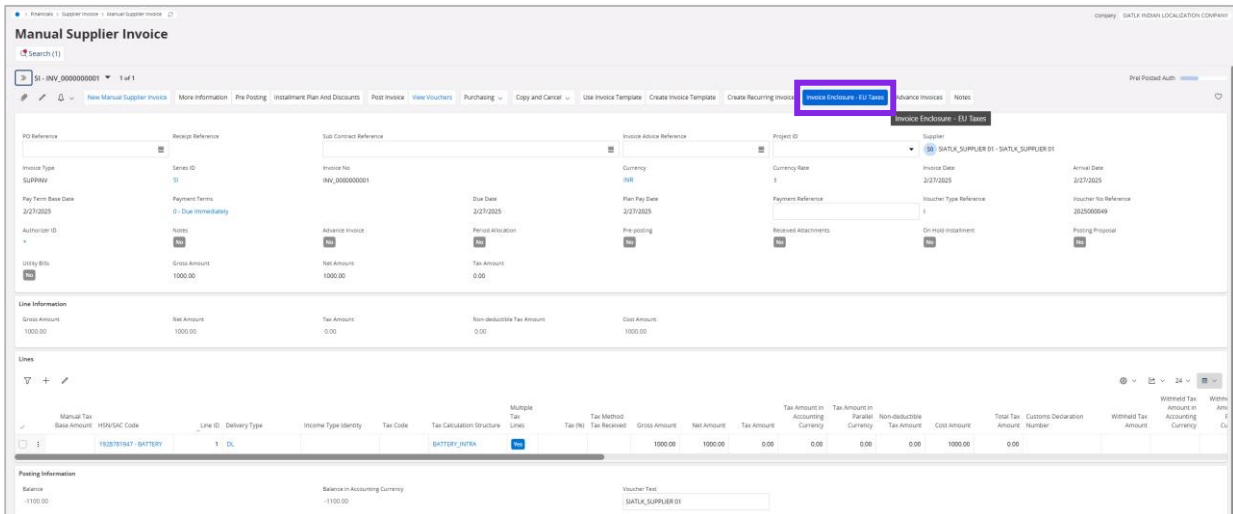 Financials > Supplier Invoice > Manual Supplier Invoice
Company SIATLK INDIAN LOCALIZATION COMPANY
Manual Supplier Invoice
Search (1)
SI - INV_0000000001 1 of 1
Prel Posted Auth
New Manual Supplier Invoice More Information Pre Posting Installment Plan And Discounts Post Invoice View Vouchers Purchasing Copy and Cancel Use Invoice Template Create Invoice Template Create Recurring Invoice Invoice Enclosure - EU Taxes Advance Invoices Notes
Invoice Enclosure - EU Taxes
PO Reference Receipt Reference Sub Contract Reference Invoice Advice Reference Project ID Supplier
S0 SIATLK_SUPPLIER 01 - SIATLK_SUPPLIER 01
Invoice Type Series ID Invoice No Currency Currency Rate Invoice Date Arrival Date
SUPPINV SI INV_0000000001 INR 1 2/27/2025 2/27/2025
Pay Term Base Date Payment Terms Due Date Plan Pay Date Payment Reference Voucher Type Reference Voucher No Reference
2/27/2025 0 - Due Immediately 2/27/2025 2/27/2025 I 2025000049
Authorizer ID Notes Advance Invoice Period Allocation Pre-posting Received Attachments On Hold Installment Posting Proposal
* No No No No No No No
Utility Bills Gross Amount Net Amount Tax Amount
No 1000.00 1000.00 0.00
Line Information
Gross Amount Net Amount Tax Amount Non-deductible Tax Amount Cost Amount
1000.00 1000.00 0.00 0.00 1000.00
Lines
24
Manual Tax Base Amount HSN/SAC Code Line ID Delivery Type Income Type Identity Tax Code Tax Calculation Structure Multiple Tax Lines Tax (%) Tax Method Tax Received Gross Amount Net Amount Tax Amount Tax Amount in Accounting Currency Tax Amount in Parallel Currency Non-deductible Tax Amount Cost Amount Total Tax Amount Customs Declaration Number Withheld Tax Amount Withheld Tax Amount in Accounting Currency
1928781947 - BATTERY 1 DL BATTERY_INTRA Yes 1000.00 1000.00 0.00 0.00 0.00 0.00 1000.00 0.00
Posting Information
Balance Balance in Accounting Currency Voucher Text
-1100.00 -1100.00 SIATLK_SUPPLIER 01